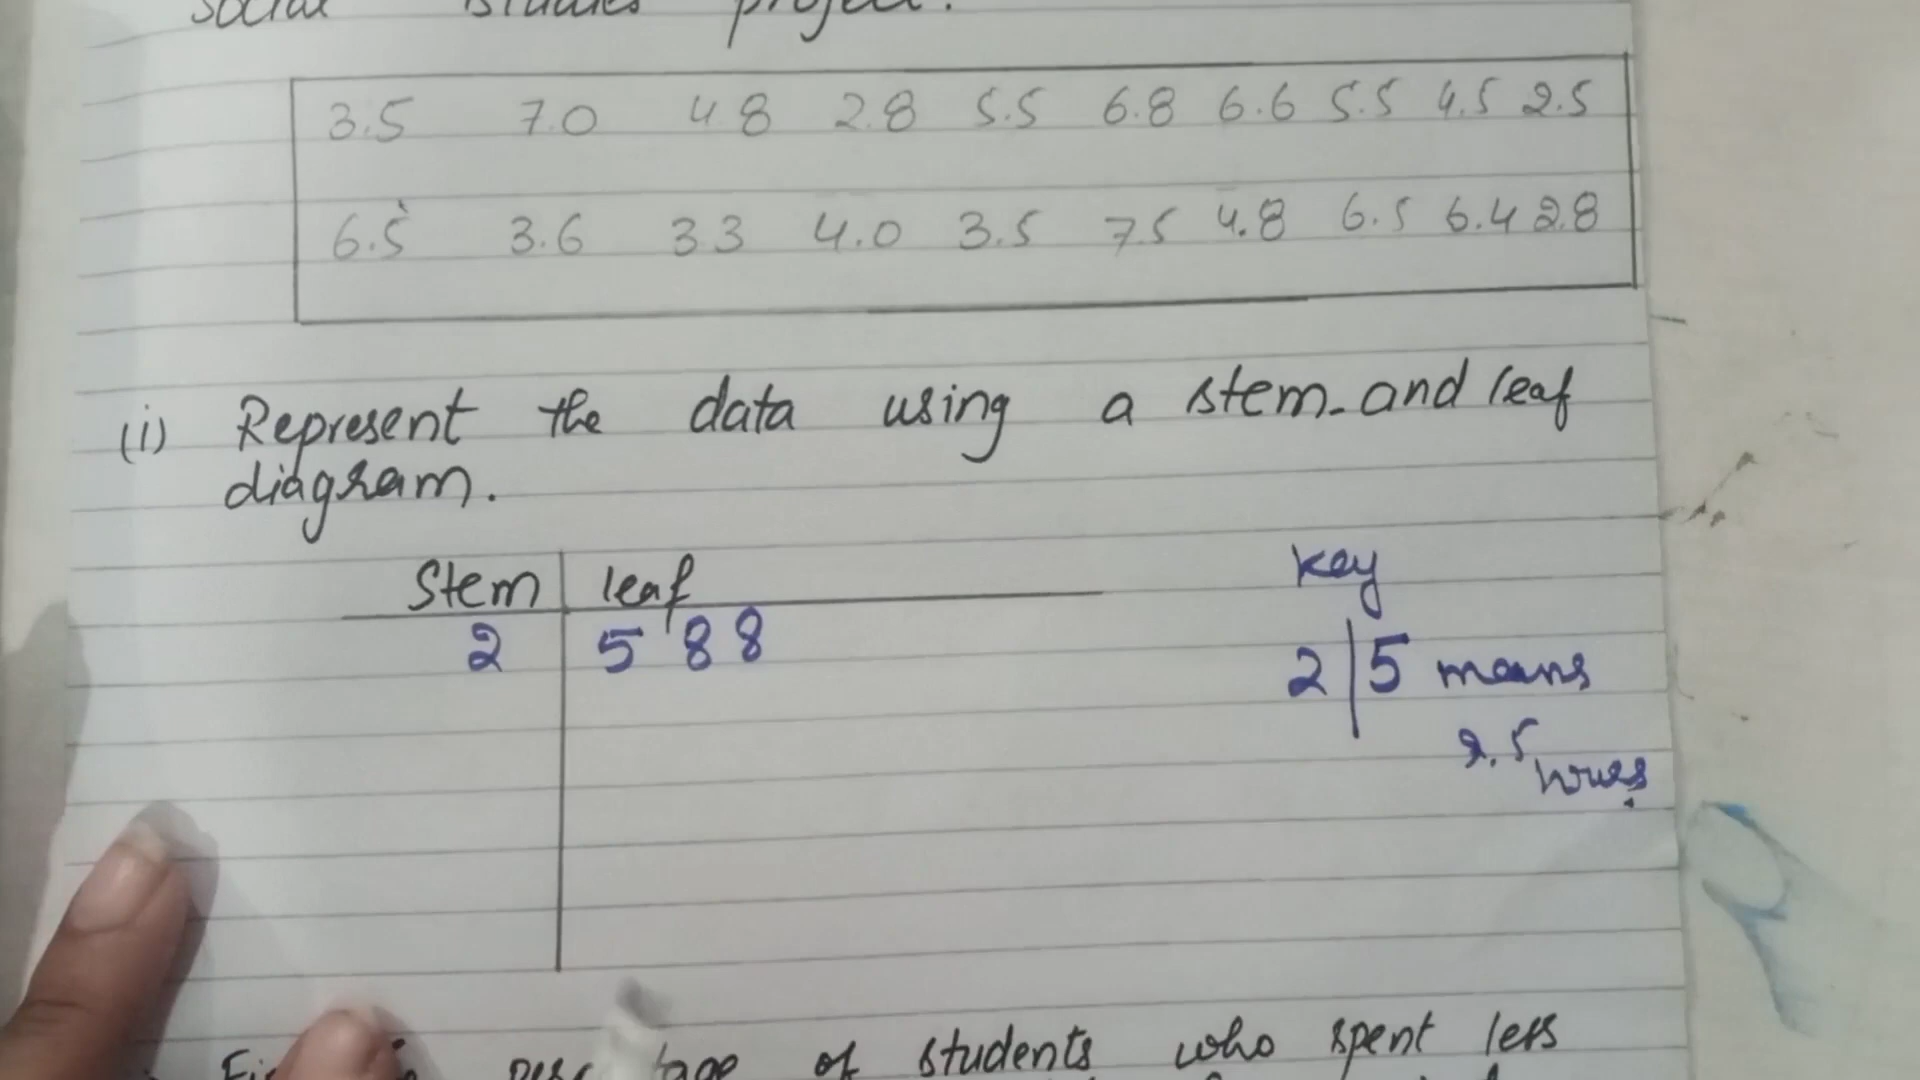 social studies project.
3.5 7.0 4.8 2.8 5.5 6.8 6.6 5.5 4.5 2.5
6.5 3.6 3.3 4.0 3.5 7.5 4.8 6.5 6.4 2.8
(i) Represent the data using a stem-and leaf
diagram.
Stem leaf
2 5 8 8
key
2|5 means
2.5
of students who spent less